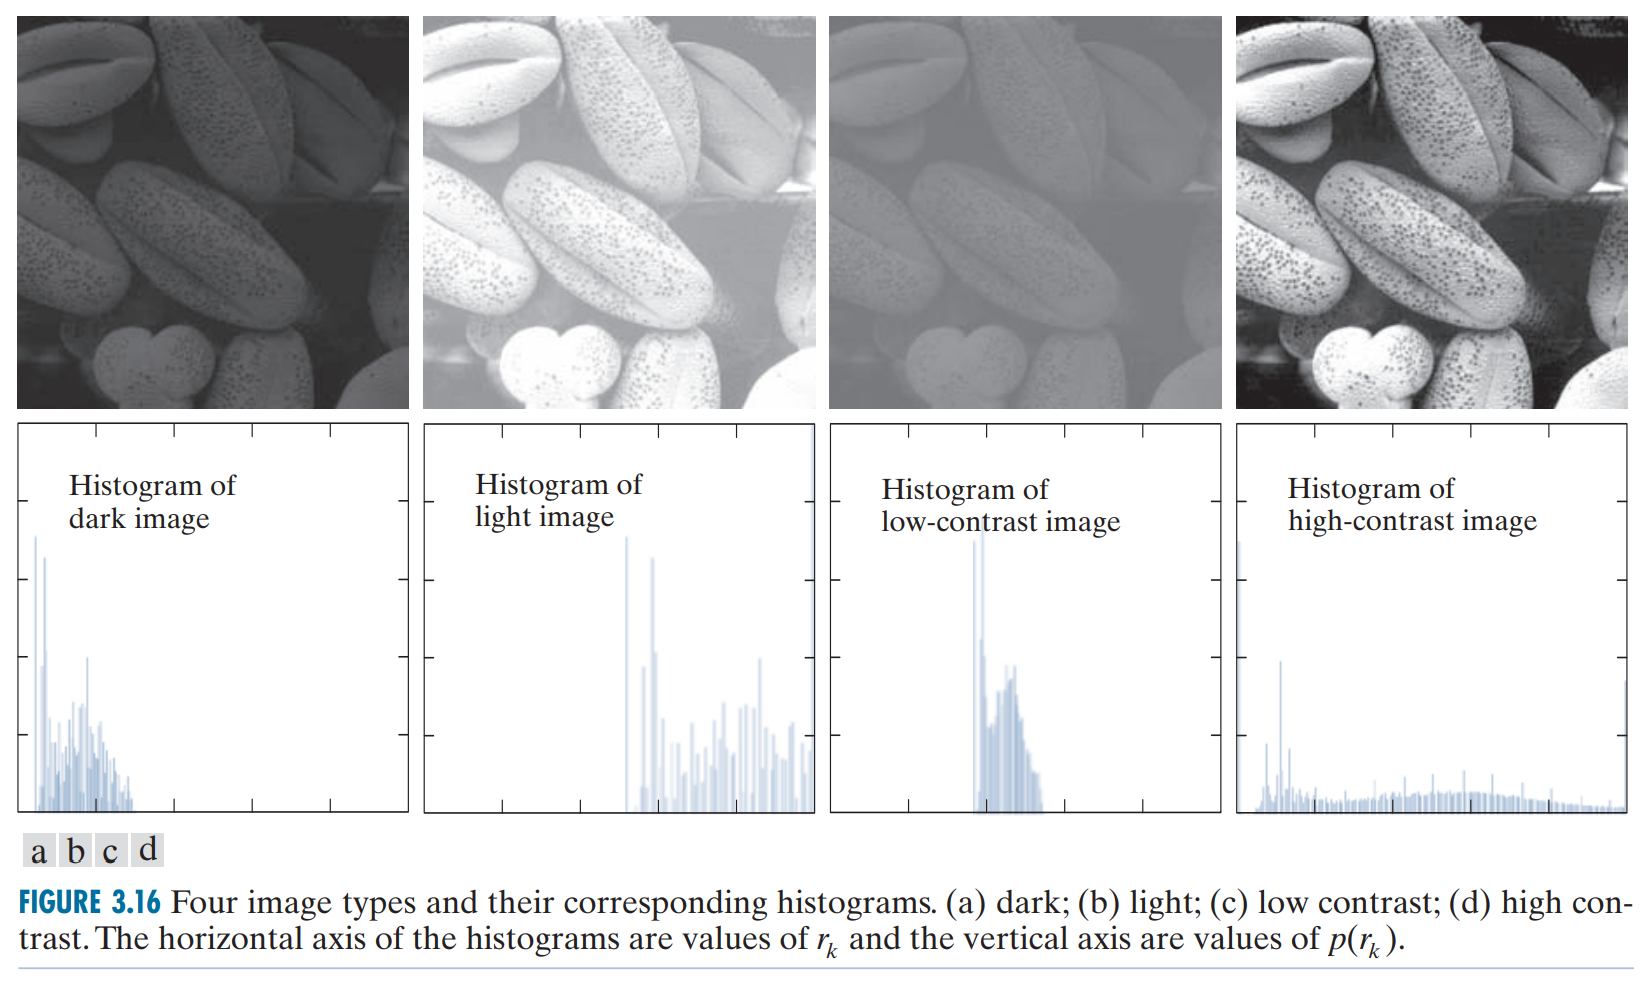 Histogram of
dark image
Histogram of
light image
Histogram of
low-contrast image
Histogram of
high-contrast image
a b c d
FIGURE 3.16 Four image types and their corresponding histograms. (a) dark; (b) light; (c) low contrast; (d) high con-
trast. The horizontal axis of the histograms are values of rk and the vertical axis are values of p(rk).